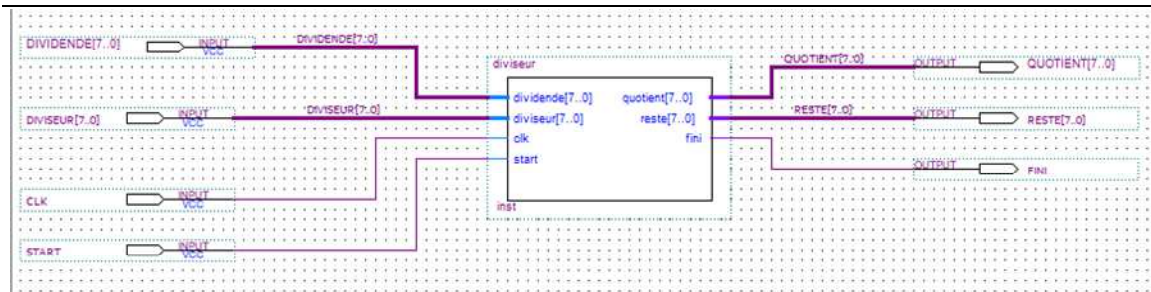 DIVIDENDE[7..0] INPUT VCC DIVIDENDE[7..0]
diviseur
QUOTIENT[7..0] OUTPUT QUOTIENT[7..0]
dividende[7..0] quotient[7..0]
DIVISEUR[7..0] INPUT VCC DIVISEUR[7..0]
diviseur[7..0] reste[7..0]
RESTE[7..0] OUTPUT RESTE[7..0]
clk fini
start
OUTPUT FINI
CLK INPUT VCC
inst
START INPUT VCC